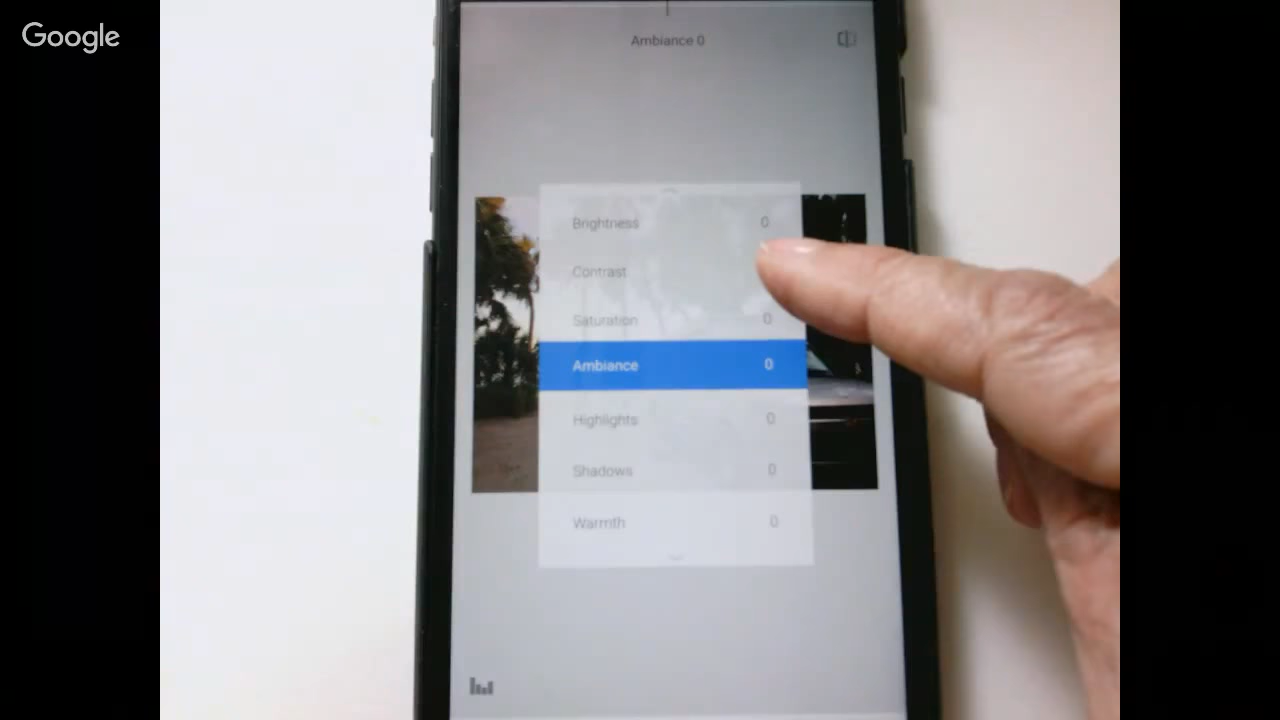 Google
Ambiance 0
Brightness 0
Contrast
Saturation 0
Ambiance 0
Highlights 0
Shadows 0
Warmth 0